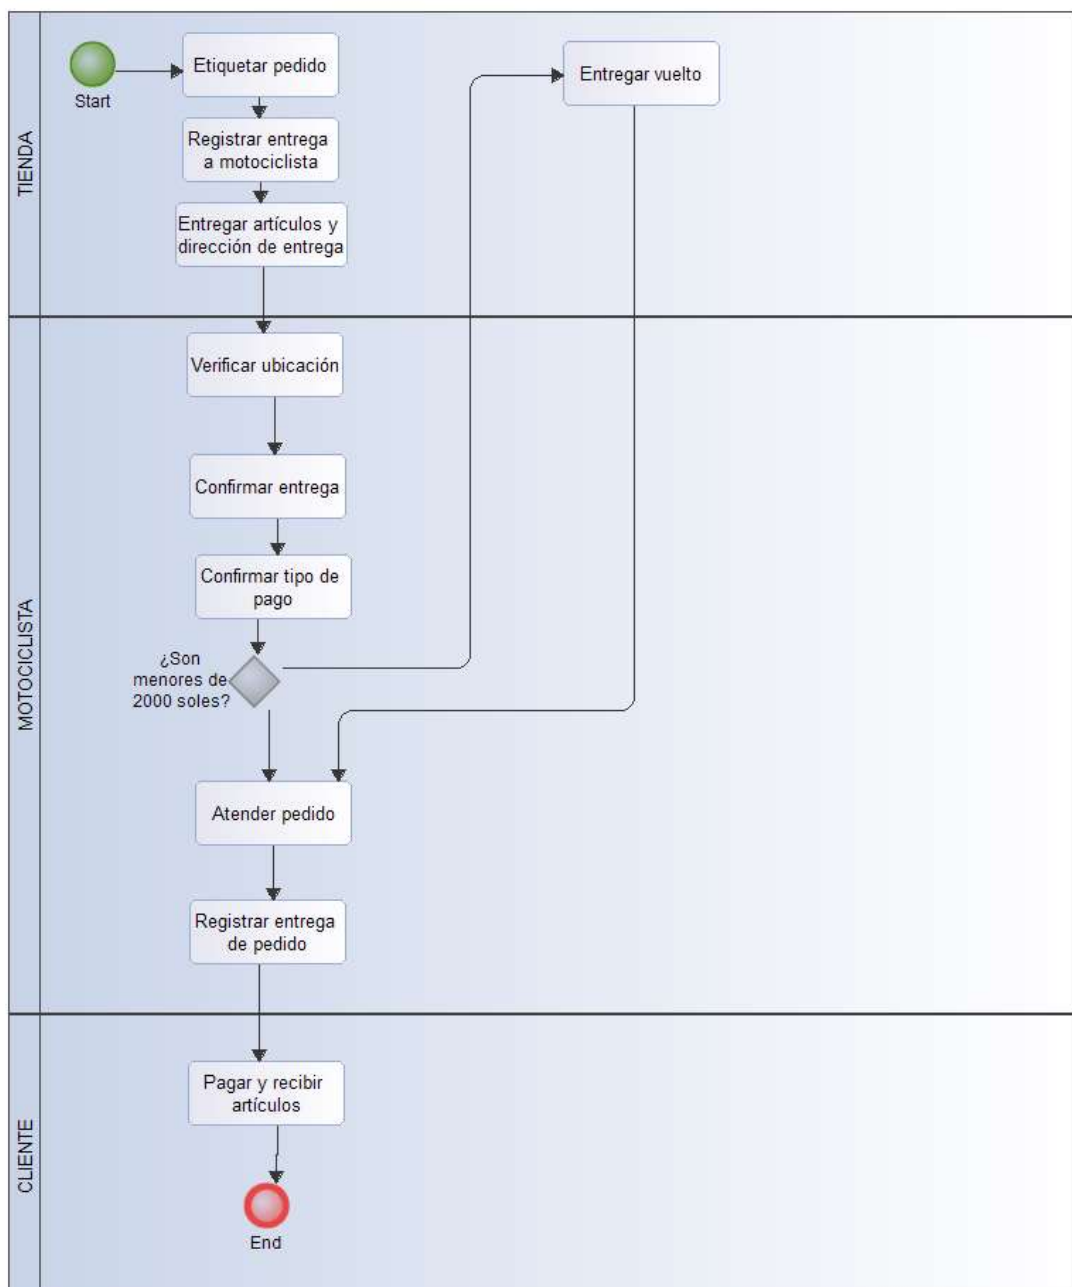 TIENDA
Start
Etiquetar pedido
Entregar vuelto
Registrar entrega
a motociclista
Entregar artículos y
dirección de entrega
MOTOCICLISTA
Verificar ubicación
Confirmar entrega
Confirmar tipo de
pago
¿Son
menores de
2000 soles?
Atender pedido
Registrar entrega
de pedido
CLIENTE
Pagar y recibir
artículos
End